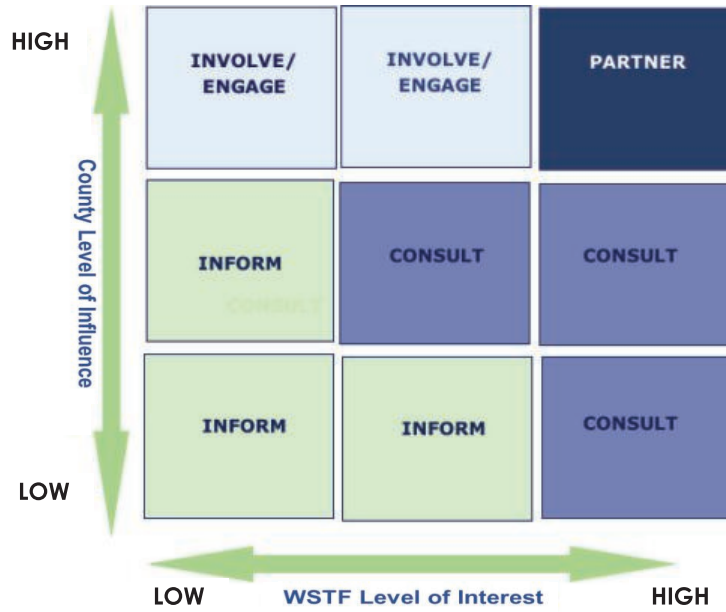 HIGH
INVOLVE/
ENGAGE
INVOLVE/
ENGAGE
PARTNER
County Level of Influence
INFORM
CONSULT
CONSULT
CONSULT
INFORM
INFORM
CONSULT
LOW
LOW
WSTF Level of Interest
HIGH